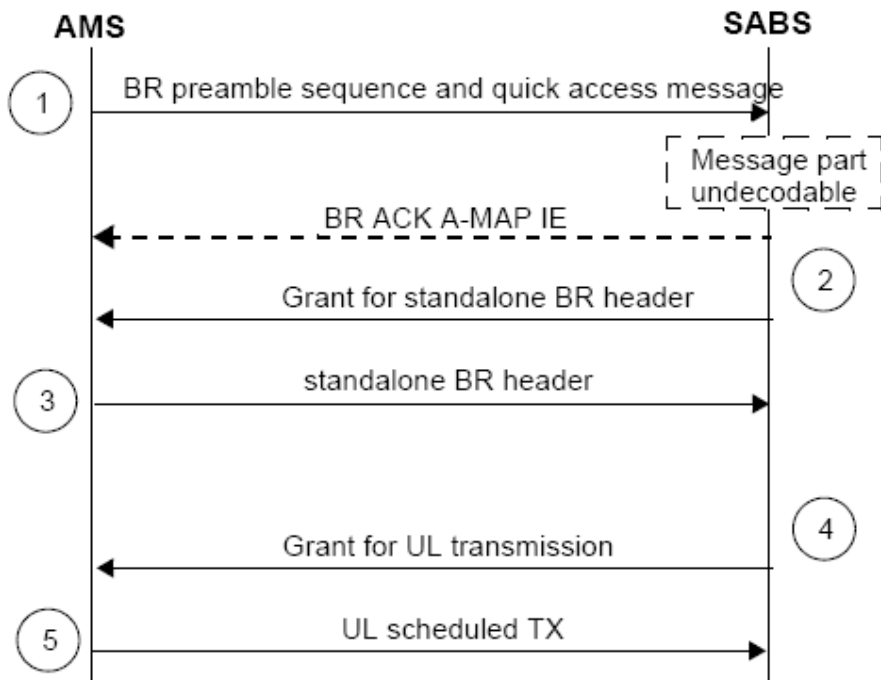 AMS
SABS
1
BR preamble sequence and quick access message
Message part
undecodable
BR ACK A-MAP IE
2
Grant for standalone BR header
3
standalone BR header
4
Grant for UL transmission
5
UL scheduled TX